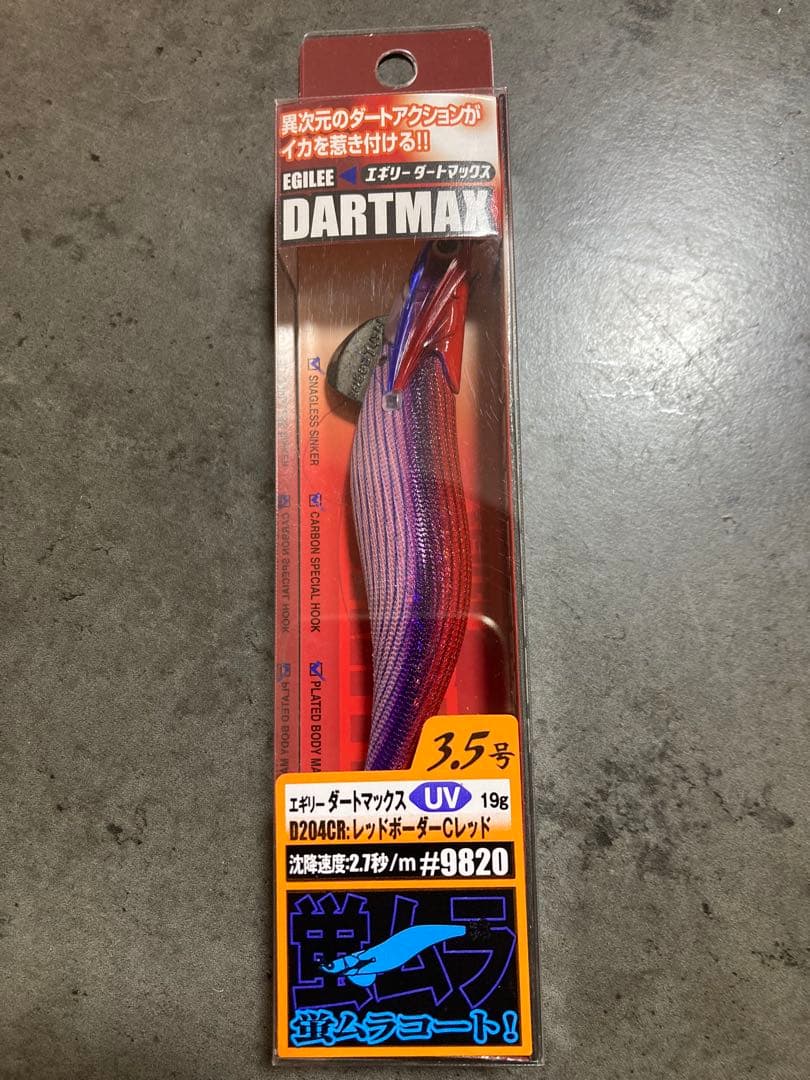 異次元のダートアクションが
イカを惹き付ける!!
EGILEE エギリーダートマックス
DARTMAX
SNAGLESS SINKER
CARBON SPECIAL HOOK
PLATED BODY MA
3.5号
エギリー ダートマックス UV 19g
D204CR:レッドボーダーCレッド
沈降速度:2.7秒/m #9820
蛍ムラ
蛍ムラコート!